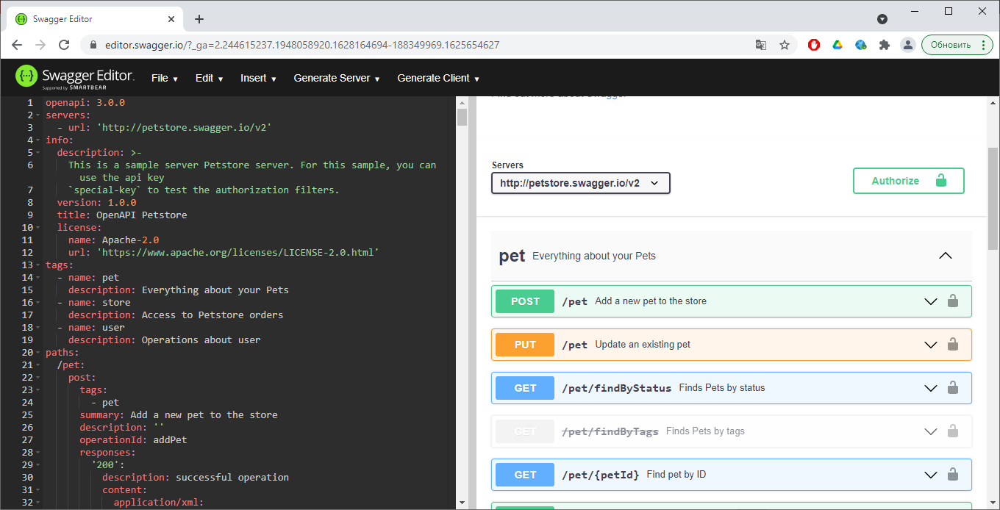 Swagger Editor
editor.swagger.io/?_ga=2.244615237.1948058920.1628164694-188349969.1625654627
Обновить
Swagger Editor.
Supported by SMARTBEAR
File Edit Insert Generate Server Generate Client
1 openapi: 3.0.0
2 servers:
3 - url: 'http://petstore.swagger.io/v2'
4 info:
5 description: >-
6 This is a sample server Petstore server. For this sample, you can
use the api key
7 `special-key` to test the authorization filters.
8 version: 1.0.0
9 title: OpenAPI Petstore
10 license:
11 name: Apache-2.0
12 url: 'https://www.apache.org/licenses/LICENSE-2.0.html'
13 tags:
14 - name: pet
15 description: Everything about your Pets
16 - name: store
17 description: Access to Petstore orders
18 - name: user
19 description: Operations about user
20 paths:
21 /pet:
22 post:
23 tags:
24 - pet
25 summary: Add a new pet to the store
26 description: ''
27 operationId: addPet
28 responses:
29 '200':
30 description: successful operation
31 content:
32 application/xml:
Find out more about Swagger
Servers
http://petstore.swagger.io/v2
Authorize
pet Everything about your Pets
POST /pet Add a new pet to the store
PUT /pet Update an existing pet
GET /pet/findByStatus Finds Pets by status
GET /pet/findByTags Finds Pets by tags
GET /pet/{petId} Find pet by ID